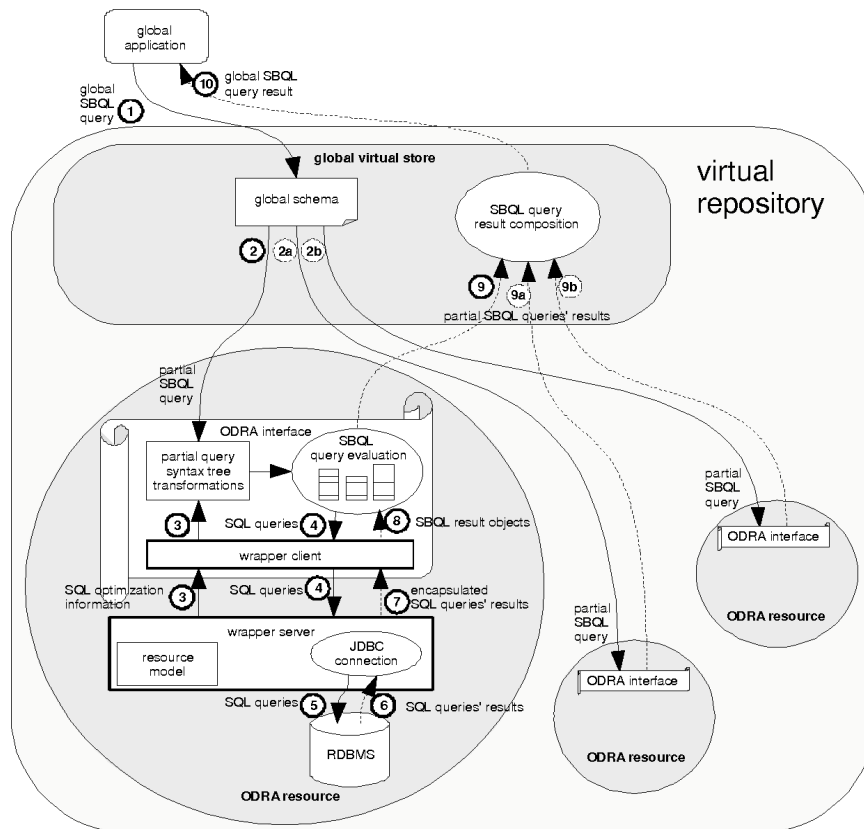 global
application
10
global SBQL
query result
global
SBQL
query
1
global virtual store
virtual
repository
global schema
SBQL query
result composition
2
2a
2b
9
9a
9b
partial SBQL queries' results
partial
SBQL
query
ODRA interface
partial query
syntax tree
transformations
SBQL
query evaluation
3
SQL queries
4
8
SBQL result objects
wrapper client
SQL optimization
information
3
SQL queries
4
7
encapsulated
SQL queries' results
wrapper server
resource
model
JDBC
connection
SQL queries
5
6
SQL queries' results
RDBMS
ODRA resource
partial
SBQL
query
ODRA interface
ODRA resource
partial
SBQL
query
ODRA interface
ODRA resource